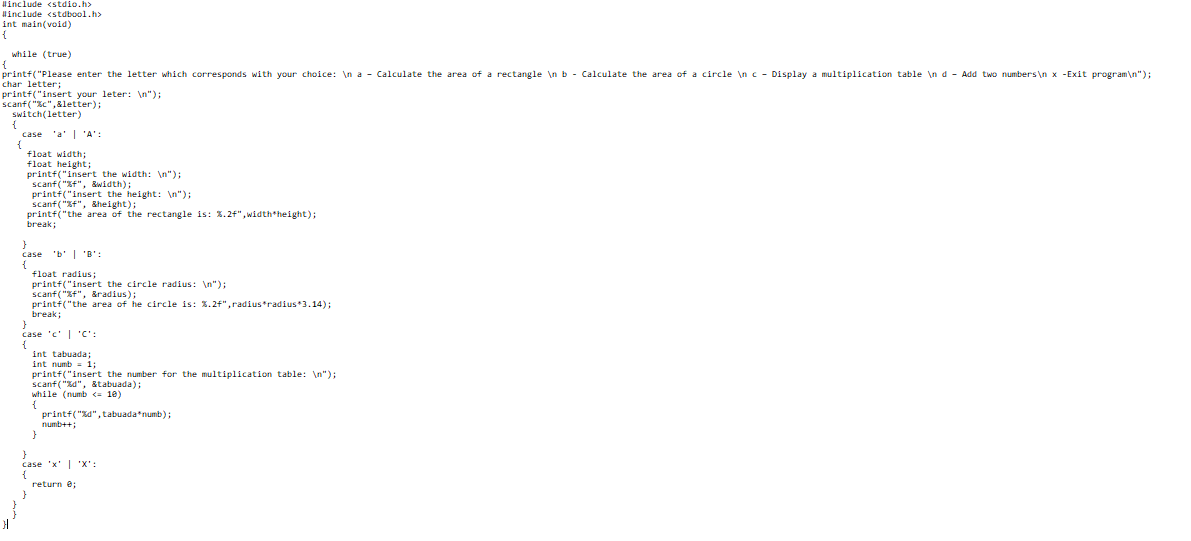 #include <stdio.h>
#include <stdbool.h>
int main(void)
{
while (true)
{
printf("Please enter the letter which corresponds with your choice: \n a – Calculate the area of a rectangle \n b - Calculate the area of a circle \n c – Display a multiplication table \n d – Add two numbers\n x -Exit program\n");
char letter;
printf("insert your leter: \n");
scanf("%c",&letter);
switch(letter)
{
case 'a' | 'A':
{
float width;
float height;
printf("insert the width: \n");
scanf("%f", &width);
printf("insert the height: \n");
scanf("%f", &height);
printf("the area of the rectangle is: %.2f",width*height);
break;
}
case 'b' | 'B':
{
float radius;
printf("insert the circle radius: \n");
scanf("%f", &radius);
printf("the area of he circle is: %.2f",radius*radius*3.14);
break;
}
case 'c' | 'C':
{
int tabuada;
int numb = 1;
printf("insert the number for the multiplication table: \n");
scanf("%d", &tabuada);
while (numb <= 10)
{
printf("%d",tabuada*numb);
numb++;
}
}
case 'x' | 'X':
{
return 0;
}
}
}
}